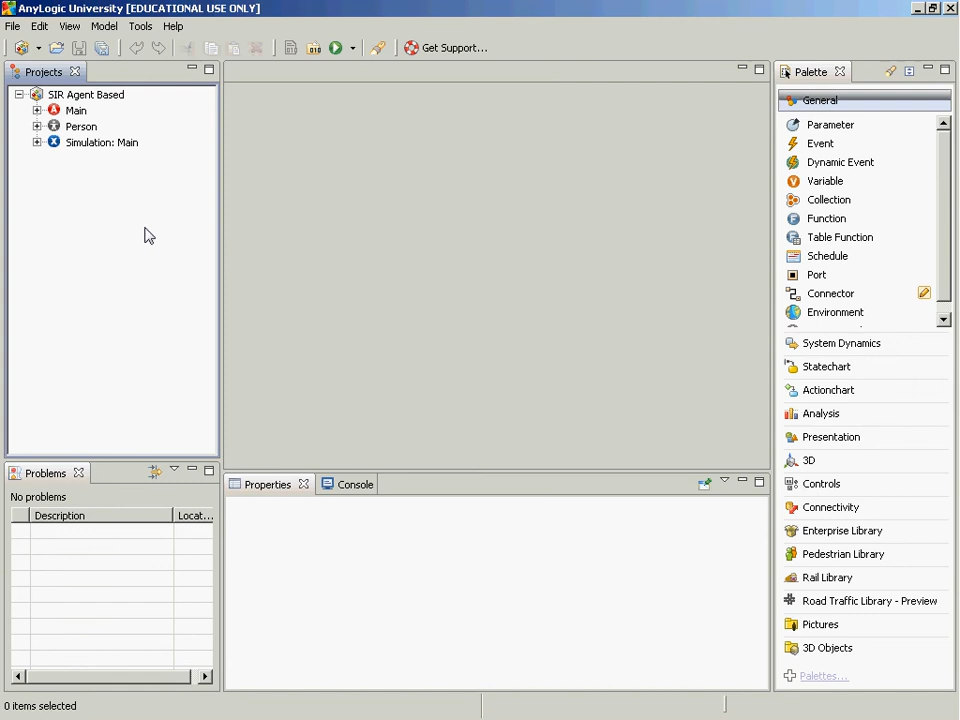 AnyLogic University [EDUCATIONAL USE ONLY]
File Edit View Model Tools Help
Get Support...
Projects
SIR Agent Based
Main
Person
Simulation: Main
Palette
General
Parameter
Event
Dynamic Event
Variable
Collection
Function
Table Function
Schedule
Port
Connector
Environment
System Dynamics
Statechart
Actionchart
Analysis
Presentation
3D
Controls
Connectivity
Enterprise Library
Pedestrian Library
Rail Library
Road Traffic Library - Preview
Pictures
3D Objects
Palettes...
Problems
No problems
Description Locat...
Properties Console
0 items selected